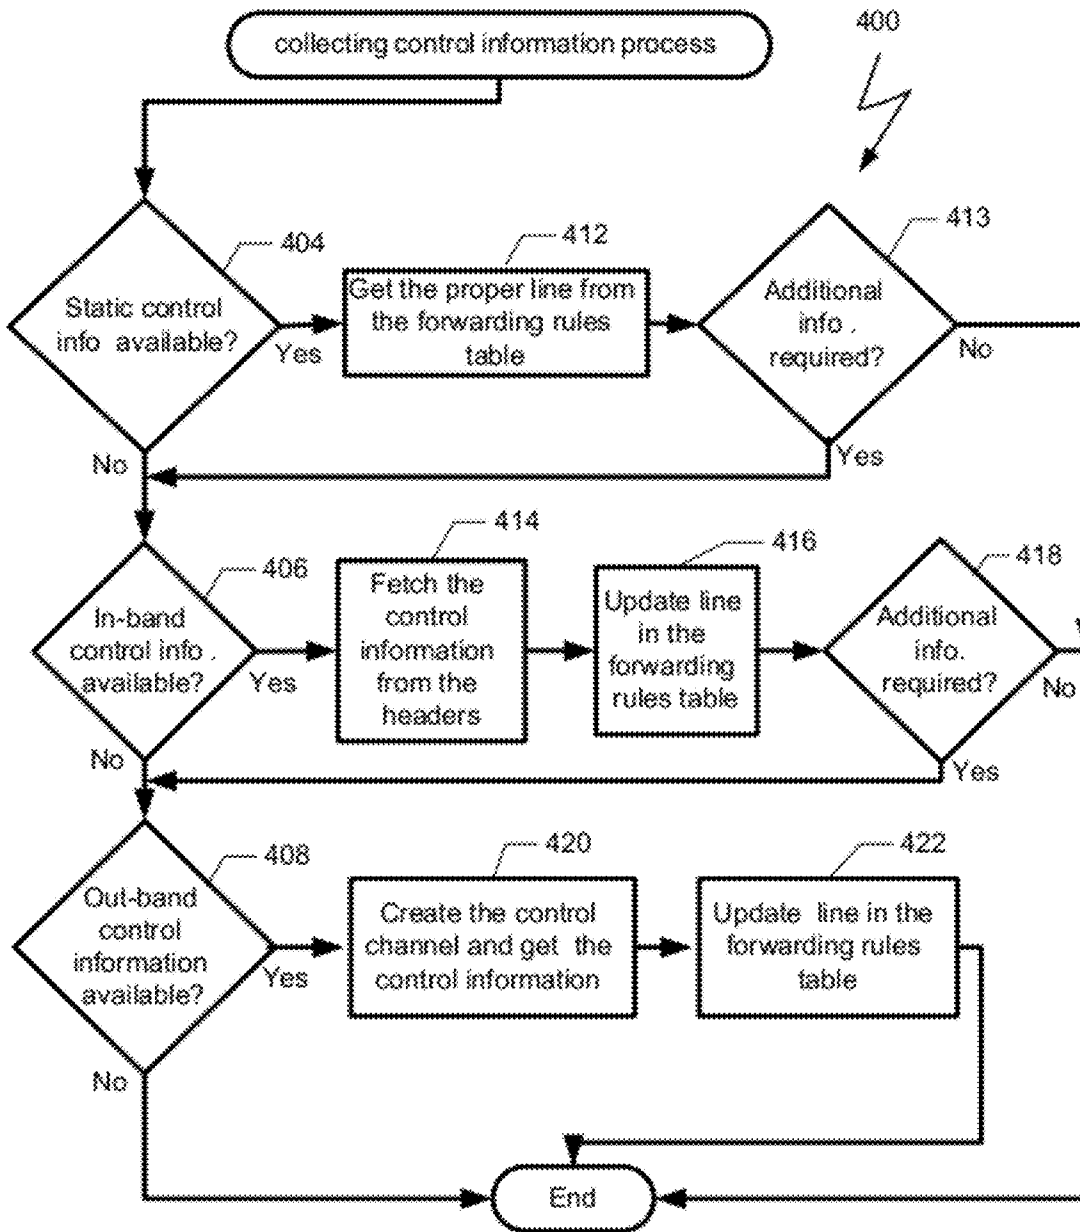 collecting control information process
400
404
Static control
info available?
Yes
No
412
Get the proper line from
the forwarding rules
table
413
Additional
info .
required?
No
Yes
406
In-band
control info .
available?
Yes
No
414
Fetch the
control
information
from the
headers
416
Update line
in the
forwarding
rules table
418
Additional
info.
required?
No
Yes
408
Out-band
control
information
available?
Yes
No
420
Create the control
channel and get the
control information
422
Update line in the
forwarding rules
table
End